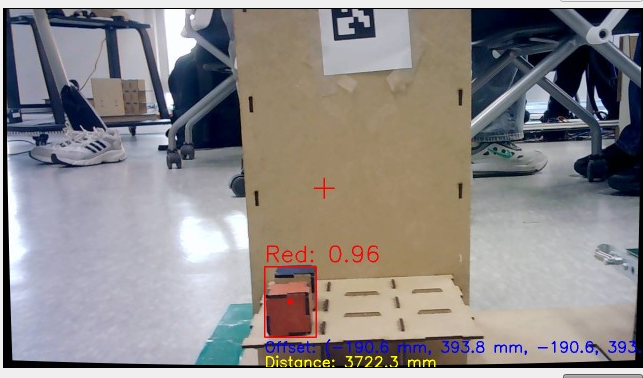 Red: 0.96
Offset: (-190.6 mm, 393.8 mm, -190.6, 393
Distance: 3722.3 mm